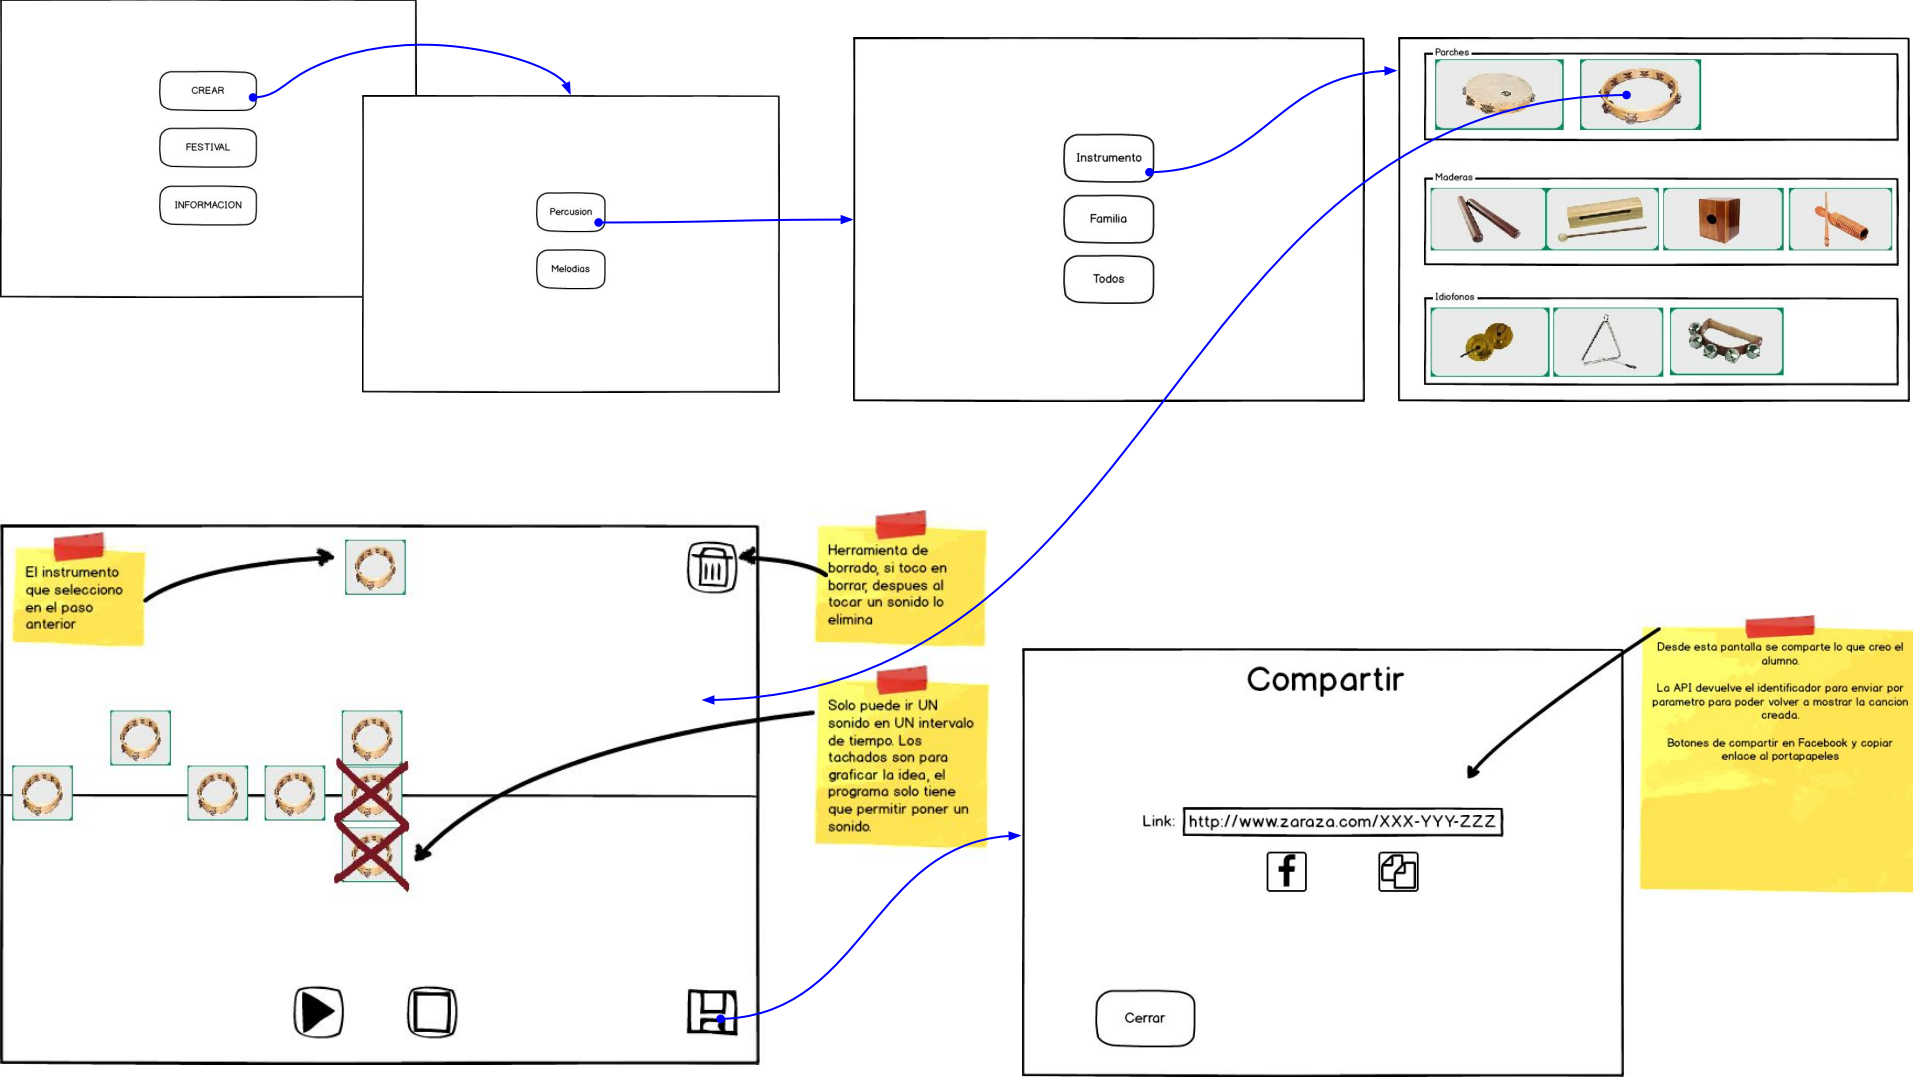 CREAR
FESTIVAL
INFORMACION
Percusion
Melodias
Instrumento
Familia
Todos
Parches
Maderas
Idiofonos
El instrumento
que selecciono
en el paso
anterior
Herramienta de
borrado, si toco en
borrar, despues al
tocar un sonido lo
elimina
Solo puede ir UN
sonido en UN intervalo
de tiempo. Los
tachados son para
graficar la idea, el
programa solo tiene
que permitir poner un
sonido.
Compartir
Link: http://www.zaraza.com/XXX-YYY-ZZZ
f
Cerrar
Desde esta pantalla se comparte lo que creo el
alumno.
La API devuelve el identificador para enviar por
parametro para poder volver a mostrar la cancion
creada.
Botones de compartir en Facebook y copiar
enlace al portapapeles